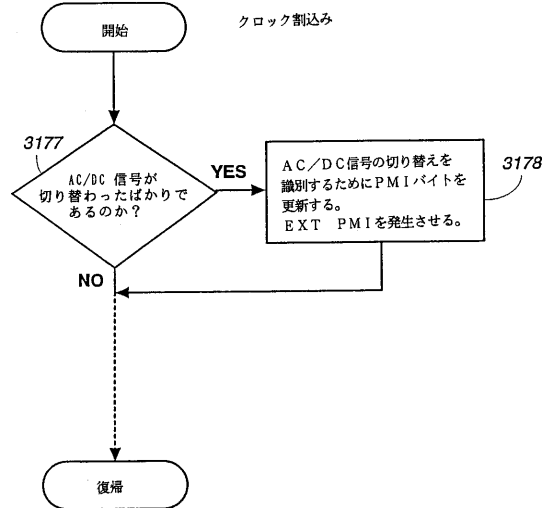 クロック割込み
開始
3177
AC/DC 信号が
切り替わったばかりで
あるのか？
YES
AC／DC信号の切り替えを
識別するためにPMIバイトを
更新する。
EXT PMIを発生させる。
3178
NO
復帰